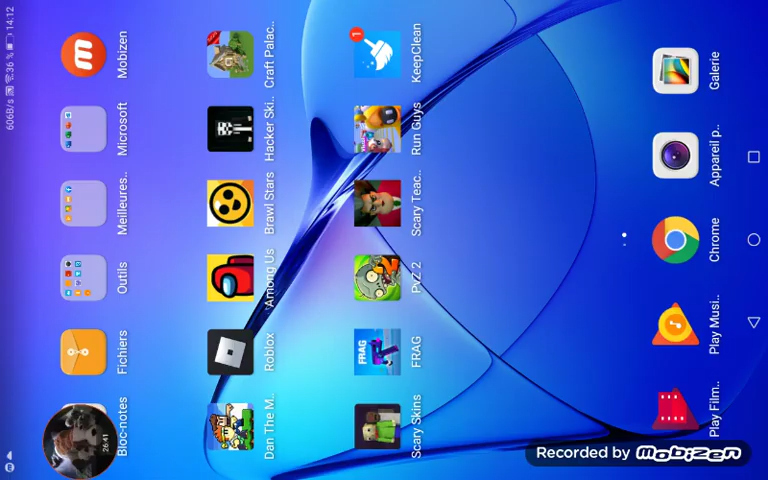 606B/s 36 % 14:12
Bloc-notes
Fichiers
Outils
Meilleures..
Microsoft
Mobizen
26:41
Dan The M..
Roblox
Among Us
Brawl Stars
Hacker Ski..
Craft Palac..
Scary Skins
FRAG
FRAG
PvZ 2
Scary Teac..
Run Guys
KeepClean
1
Play Film..
Play Musi..
Chrome
Appareil p..
Galerie
Recorded by mobizen